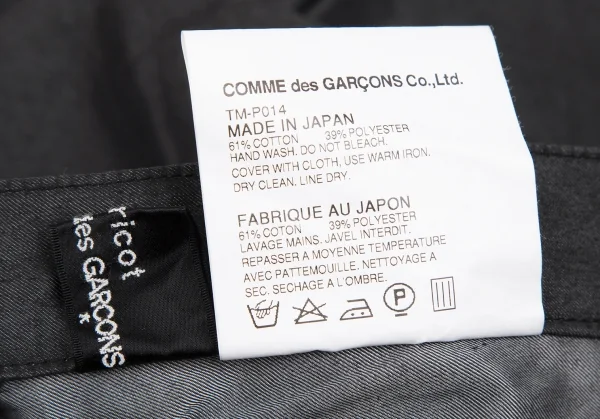 COMME des GARÇONS Co.,Ltd.
TM-P014
MADE IN JAPAN
61% COTTON 39% POLYESTER
HAND WASH. DO NOT BLEACH.
COVER WITH CLOTH, USE WARM IRON.
DRY CLEAN. LINE DRY.
FABRIQUE AU JAPON
61% COTON 39% POLYESTER
LAVAGE MAINS. JAVEL INTERDIT.
REPASSER A MOYENNE TEMPERATURE
AVEC PATTEMOUILLE. NETTOYAGE A
SEC. SECHAGE A L'OMBRE.
P
ricot
des GARÇONS
*